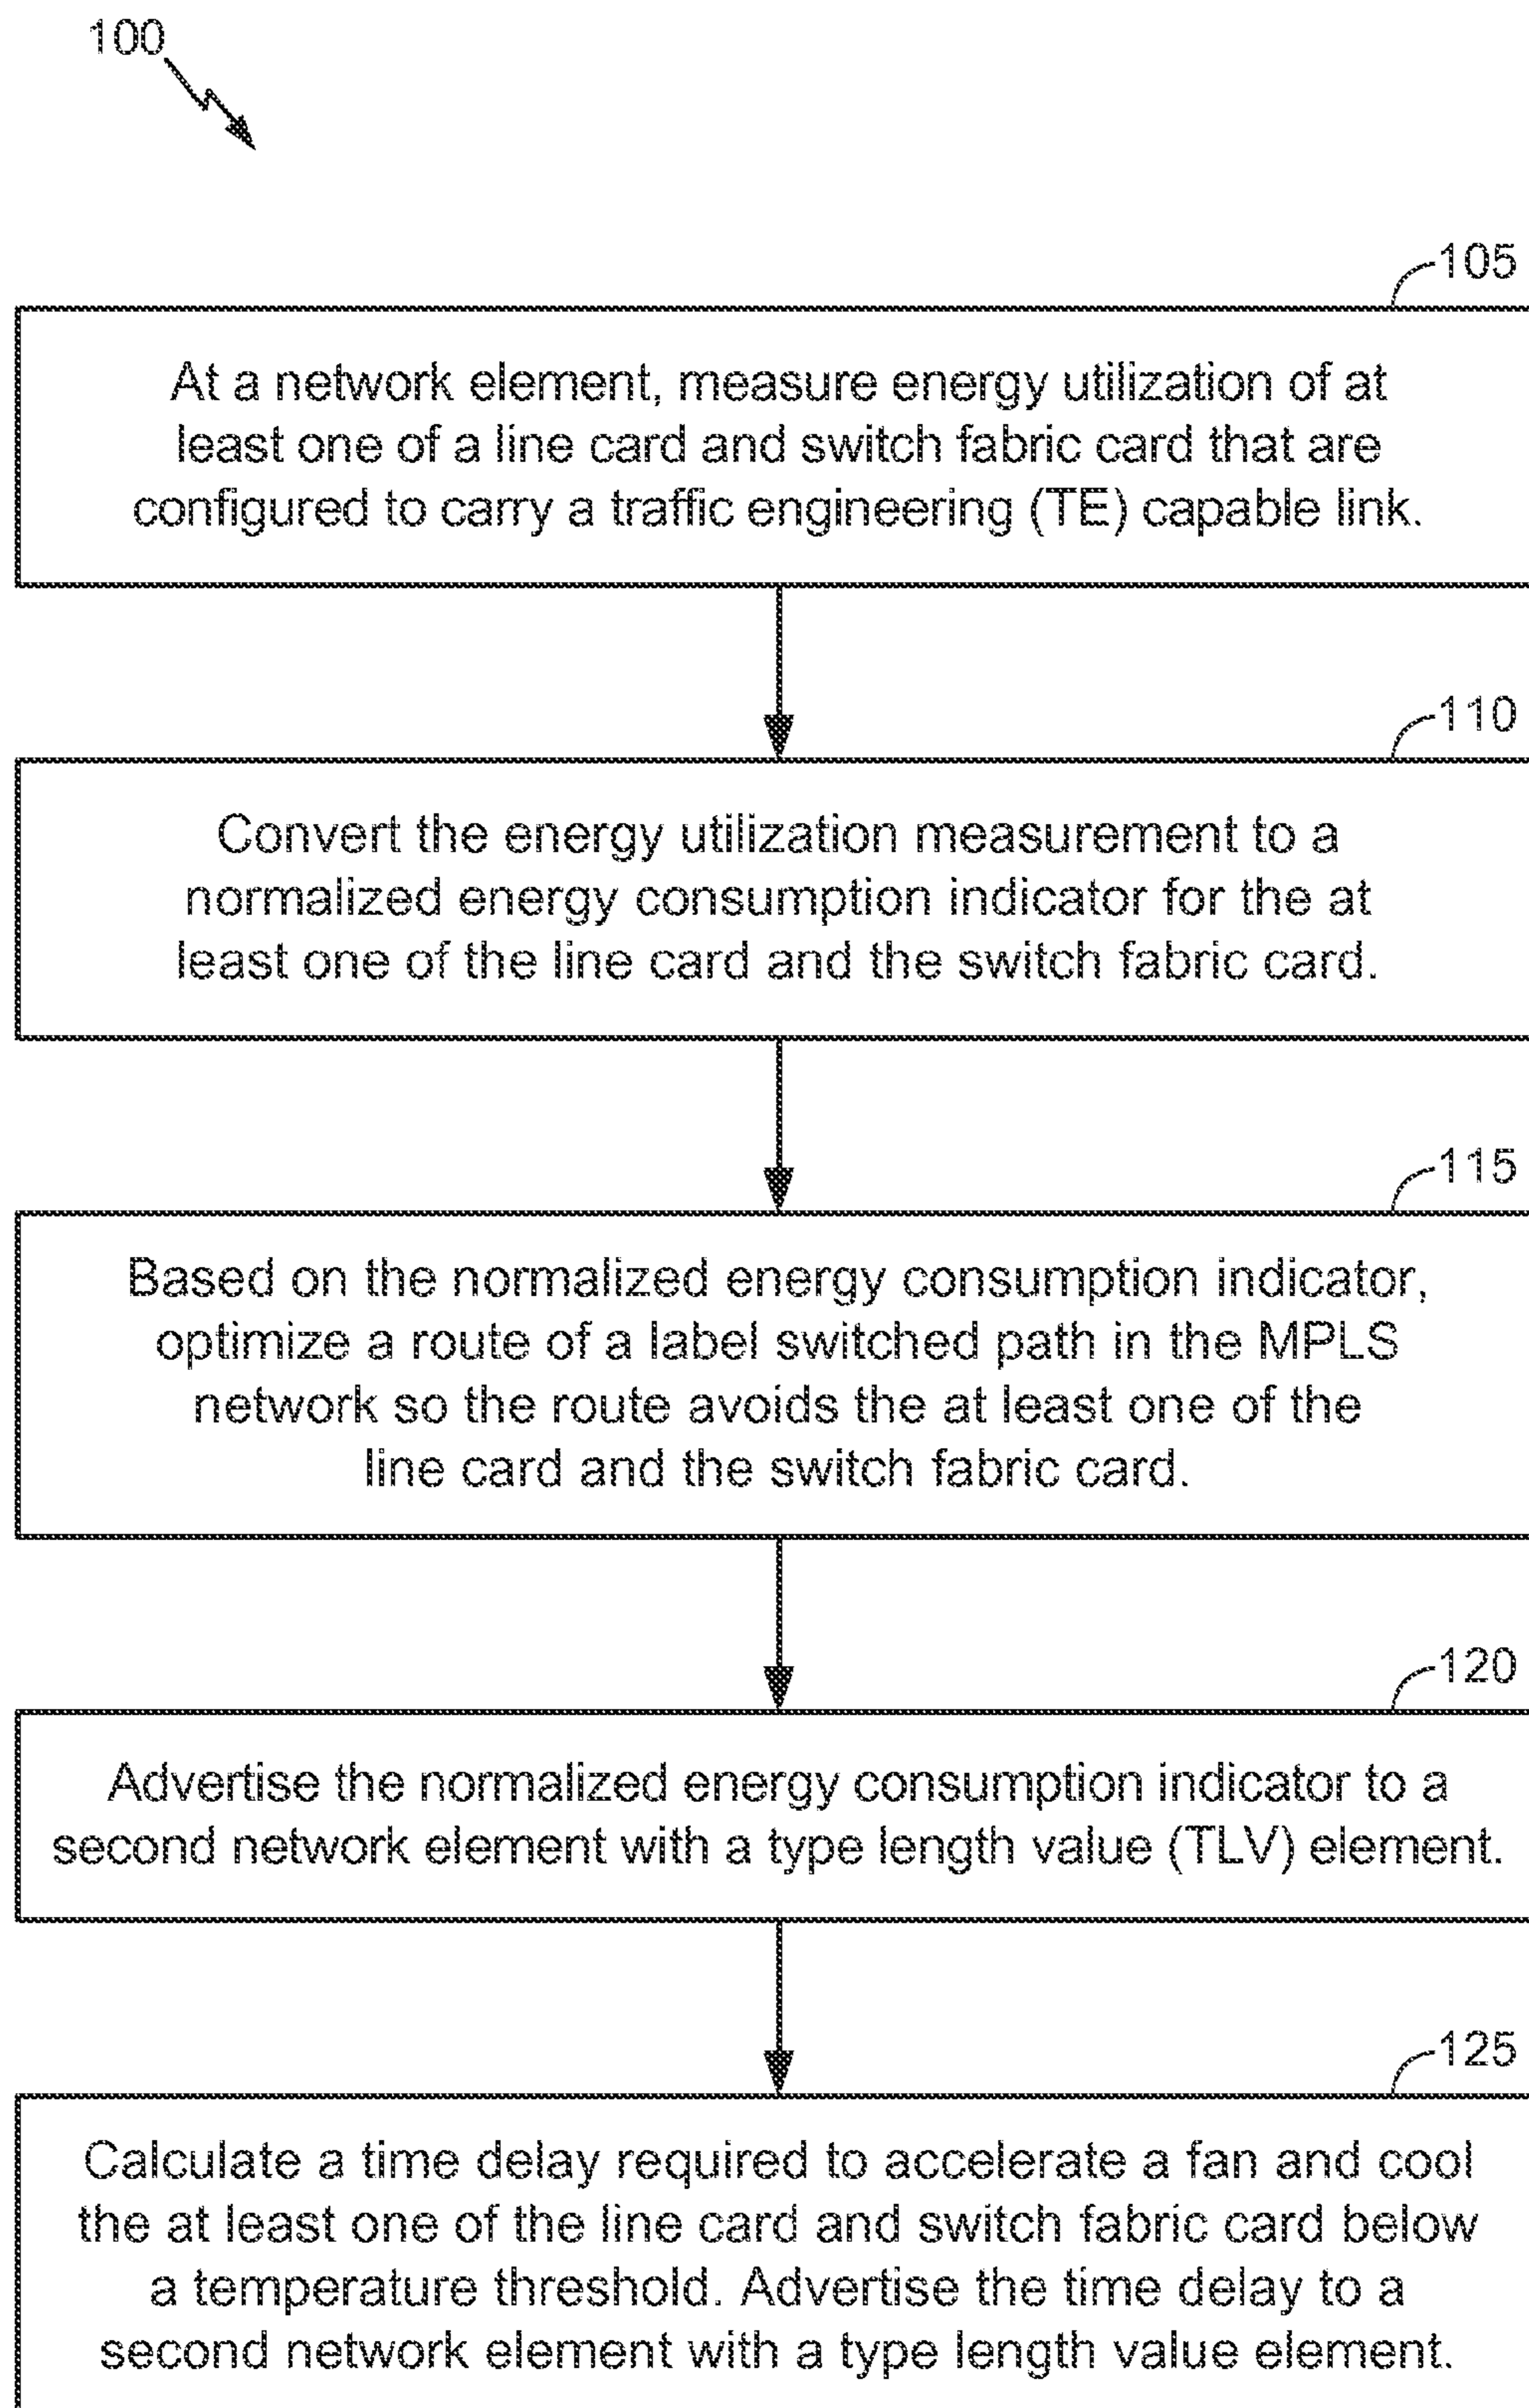 100
105
At a network element, measure energy utilization of at
least one of a line card and switch fabric card that are
configured to carry a traffic engineering (TE) capable link.
110
Convert the energy utilization measurement to a
normalized energy consumption indicator for the at
least one of the line card and the switch fabric card.
115
Based on the normalized energy consumption indicator,
optimize a route of a label switched path in the MPLS
network so the route avoids the at least one of the
line card and the switch fabric card.
120
Advertise the normalized energy consumption indicator to a
second network element with a type length value (TLV) element.
125
Calculate a time delay required to accelerate a fan and cool
the at least one of the line card and switch fabric card below
a temperature threshold. Advertise the time delay to a
second network element with a type length value element.